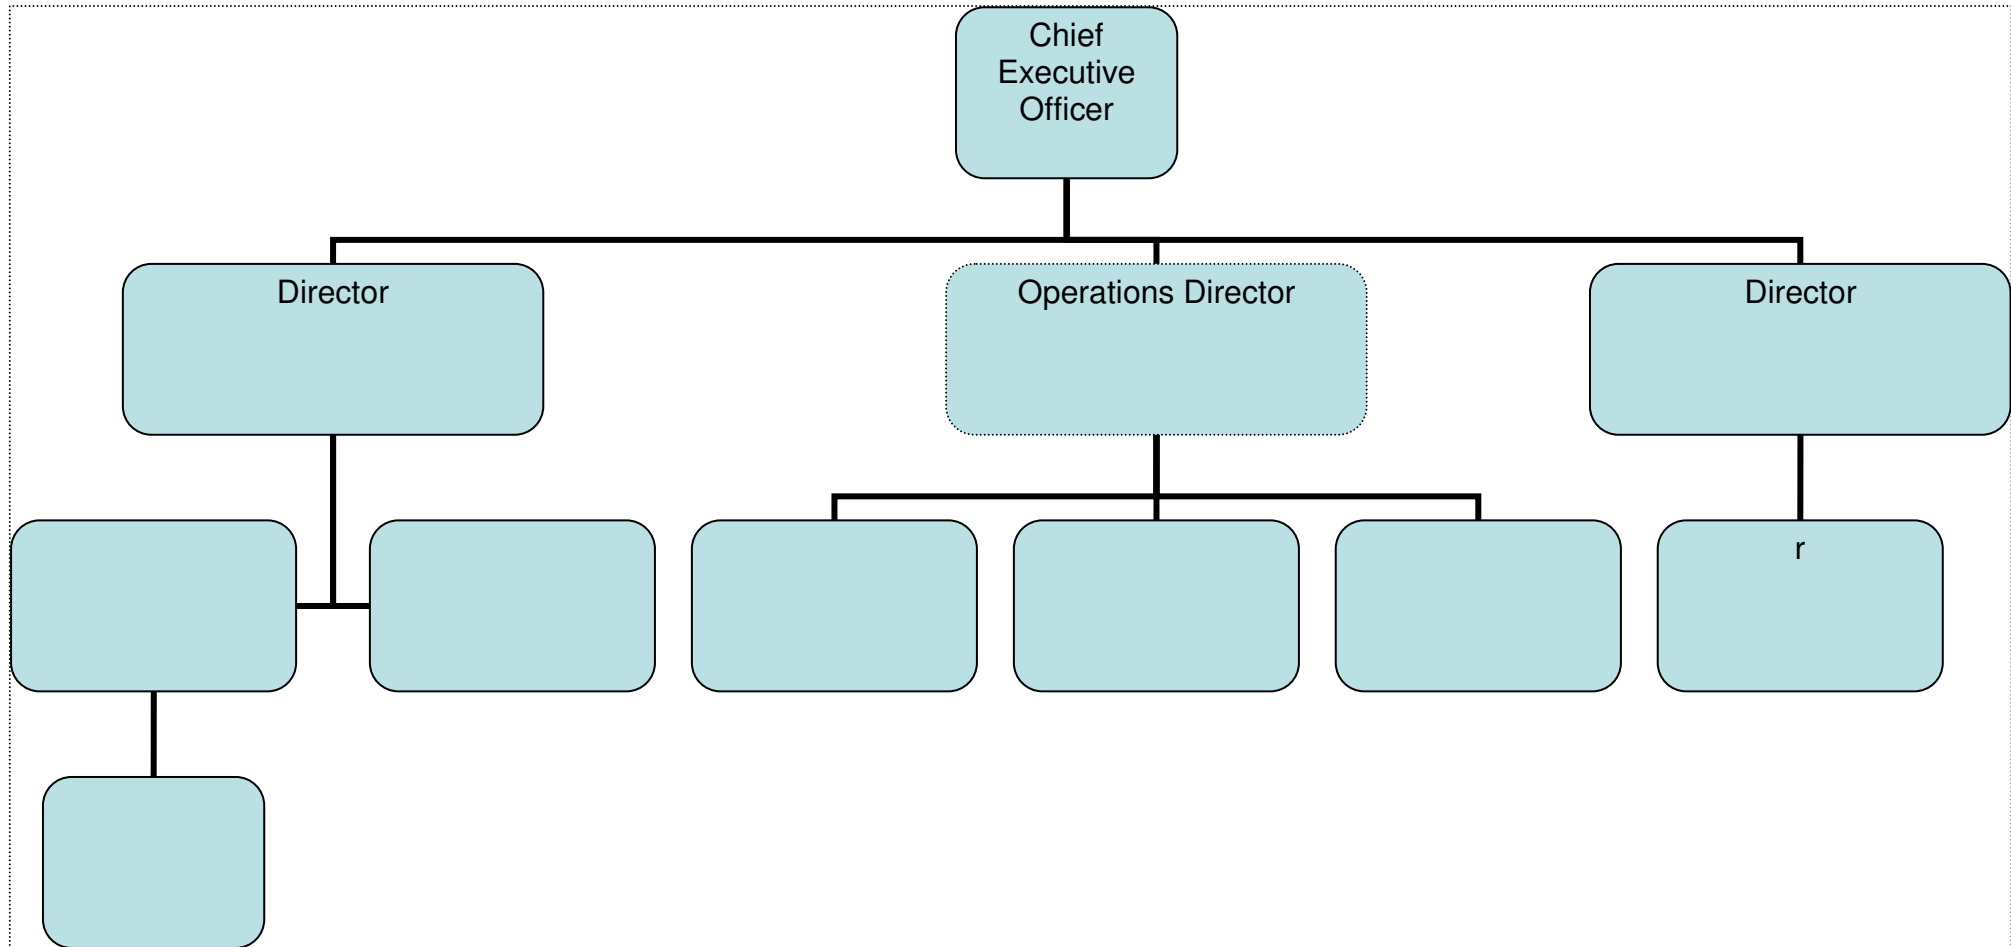 Chief
Executive
Officer
Director
Operations Director
Director
r